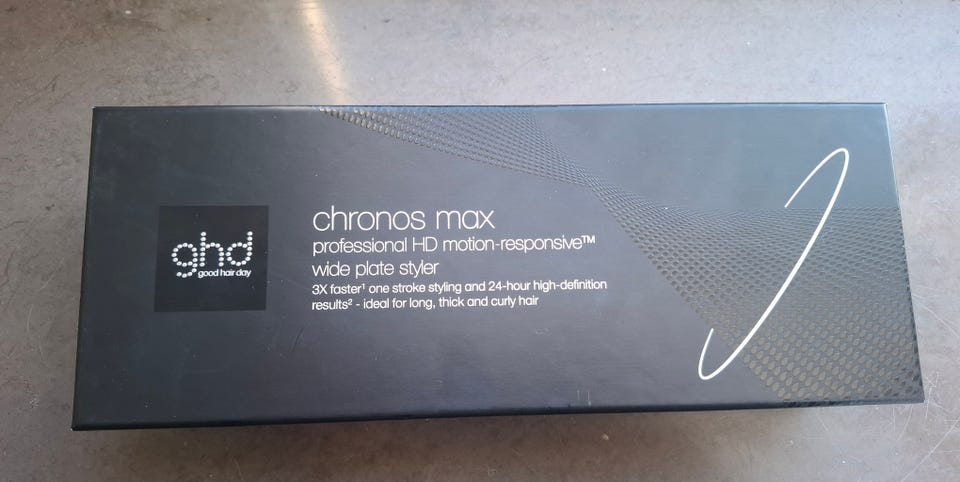 ghd
good hair day
chronos max
professional HD motion-responsive™
wide plate styler
3X faster¹ one stroke styling and 24-hour high-definition
results² - ideal for long, thick and curly hair